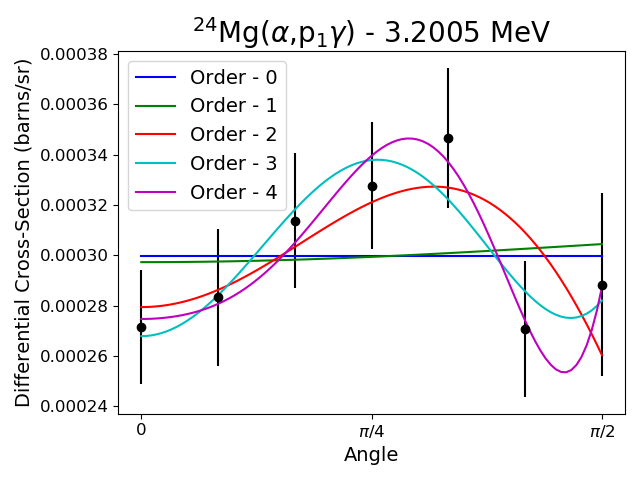 ²⁴Mg(α,p₁γ) - 3.2005 MeV
Differential Cross-Section (barns/sr)
0.00038
0.00036
0.00034
0.00032
0.00030
0.00028
0.00026
0.00024
Order - 0
Order - 1
Order - 2
Order - 3
Order - 4
0
π/4
π/2
Angle